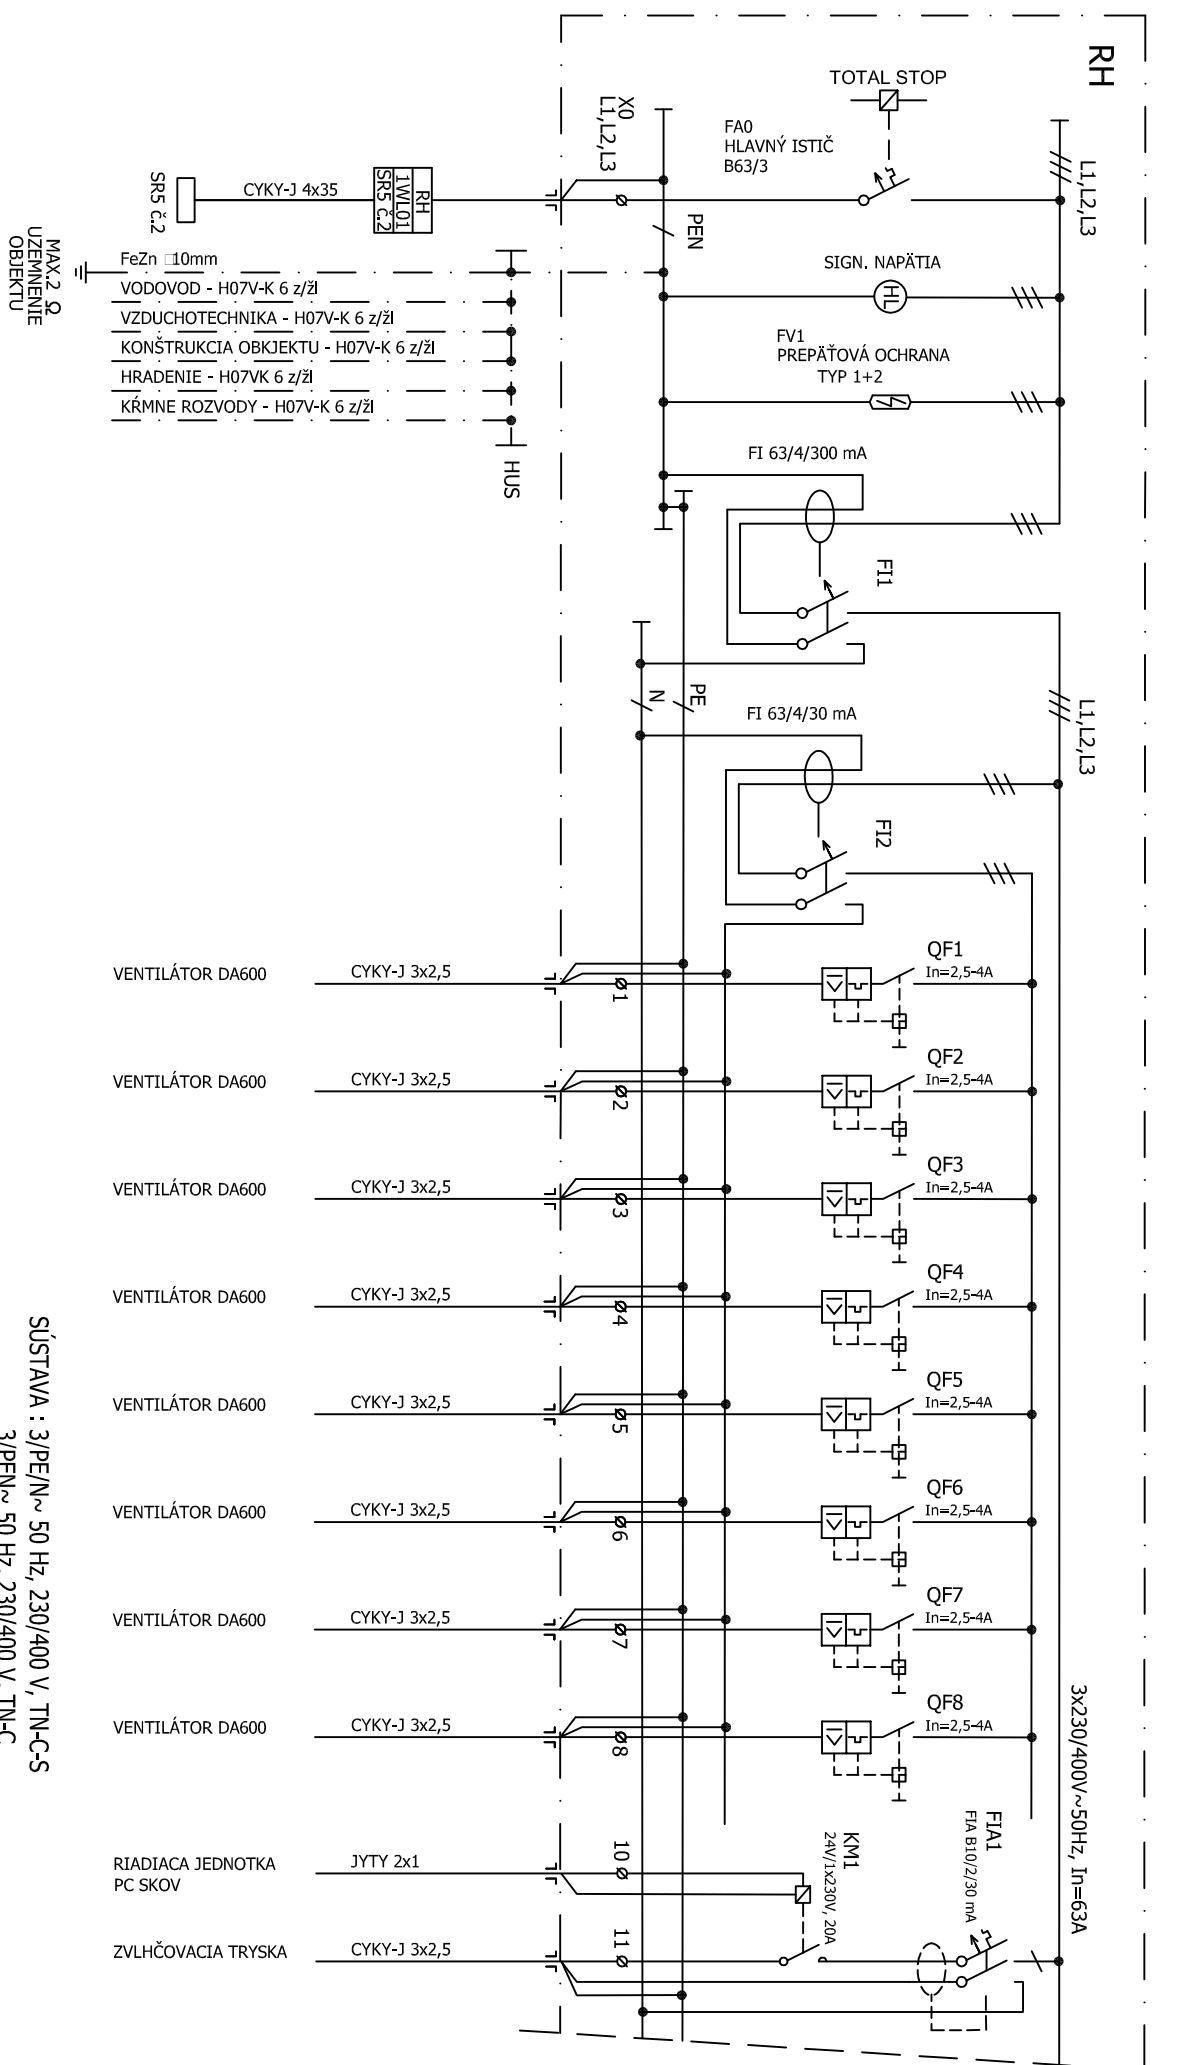 RH
TOTAL STOP
X0
L1,L2,L3
FA0
HLAVNÝ ISTIČ
B63/3
L1,L2,L3
SR5 č.2
CYKY-J 4x35
RH
1WL01
SR5 č.2
PEN
MAX.2 Ω
UZEMNENIE
OBJEKTU
FeZn □10mm
SIGN. NAPÄTIA
HL
VODOVOD - H07V-K 6 z/žl
VZDUCHOTECHNIKA - H07V-K 6 z/žl
KONŠTRUKCIA OBKJEKTU - H07V-K 6 z/žl
HRADENIE - H07VK 6 z/žl
KŔMNE ROZVODY - H07V-K 6 z/žl
HUS
FV1
PREPÄŤOVÁ OCHRANA
TYP 1+2
FI 63/4/300 mA
FI1
N
PE
L1,L2,L3
FI 63/4/30 mA
FI2
VENTILÁTOR DA600
CYKY-J 3x2,5
1
QF1
In=2,5-4A
VENTILÁTOR DA600
CYKY-J 3x2,5
2
QF2
In=2,5-4A
VENTILÁTOR DA600
CYKY-J 3x2,5
3
QF3
In=2,5-4A
VENTILÁTOR DA600
CYKY-J 3x2,5
4
QF4
In=2,5-4A
VENTILÁTOR DA600
CYKY-J 3x2,5
5
QF5
In=2,5-4A
VENTILÁTOR DA600
CYKY-J 3x2,5
6
QF6
In=2,5-4A
VENTILÁTOR DA600
CYKY-J 3x2,5
7
QF7
In=2,5-4A
VENTILÁTOR DA600
CYKY-J 3x2,5
8
QF8
In=2,5-4A
3x230/400V~50Hz, In=63A
SÚSTAVA : 3/PE/N~ 50 Hz, 230/400 V, TN-C-S
3/PEN~ 50 Hz, 230/400 V, TN-C
RIADIACA JEDNOTKA
PC SKOV
JYTY 2x1
10
KM1
24V/1x230V, 20A
FIA1
FIA B10/2/30 mA
ZVLHČOVACIA TRYSKA
CYKY-J 3x2,5
11